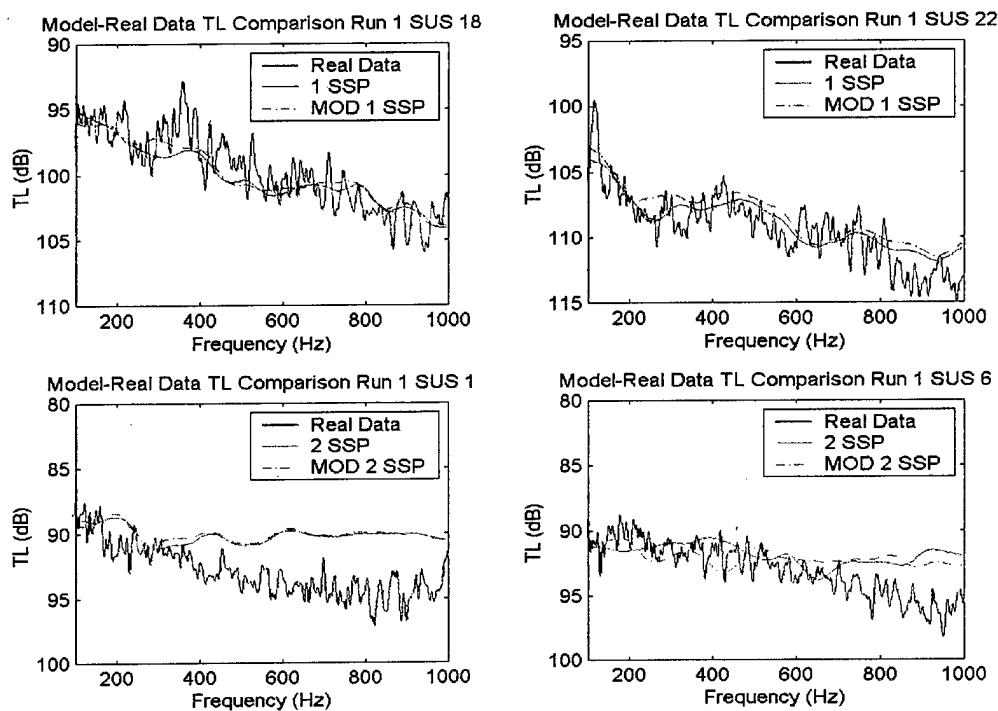 Model-Real Data TL Comparison Run 1 SUS 18
90
95
100
105
110
TL (dB)
Real Data
1 SSP
MOD 1 SSP
200 400 600 800 1000
Frequency (Hz)
Model-Real Data TL Comparison Run 1 SUS 22
95
100
105
110
115
TL (dB)
Real Data
1 SSP
MOD 1 SSP
200 400 600 800 1000
Frequency (Hz)
Model-Real Data TL Comparison Run 1 SUS 1
80
85
90
95
100
TL (dB)
Real Data
2 SSP
MOD 2 SSP
200 400 600 800 1000
Frequency (Hz)
Model-Real Data TL Comparison Run 1 SUS 6
80
85
90
95
100
TL (dB)
Real Data
2 SSP
MOD 2 SSP
200 400 600 800 1000
Frequency (Hz)